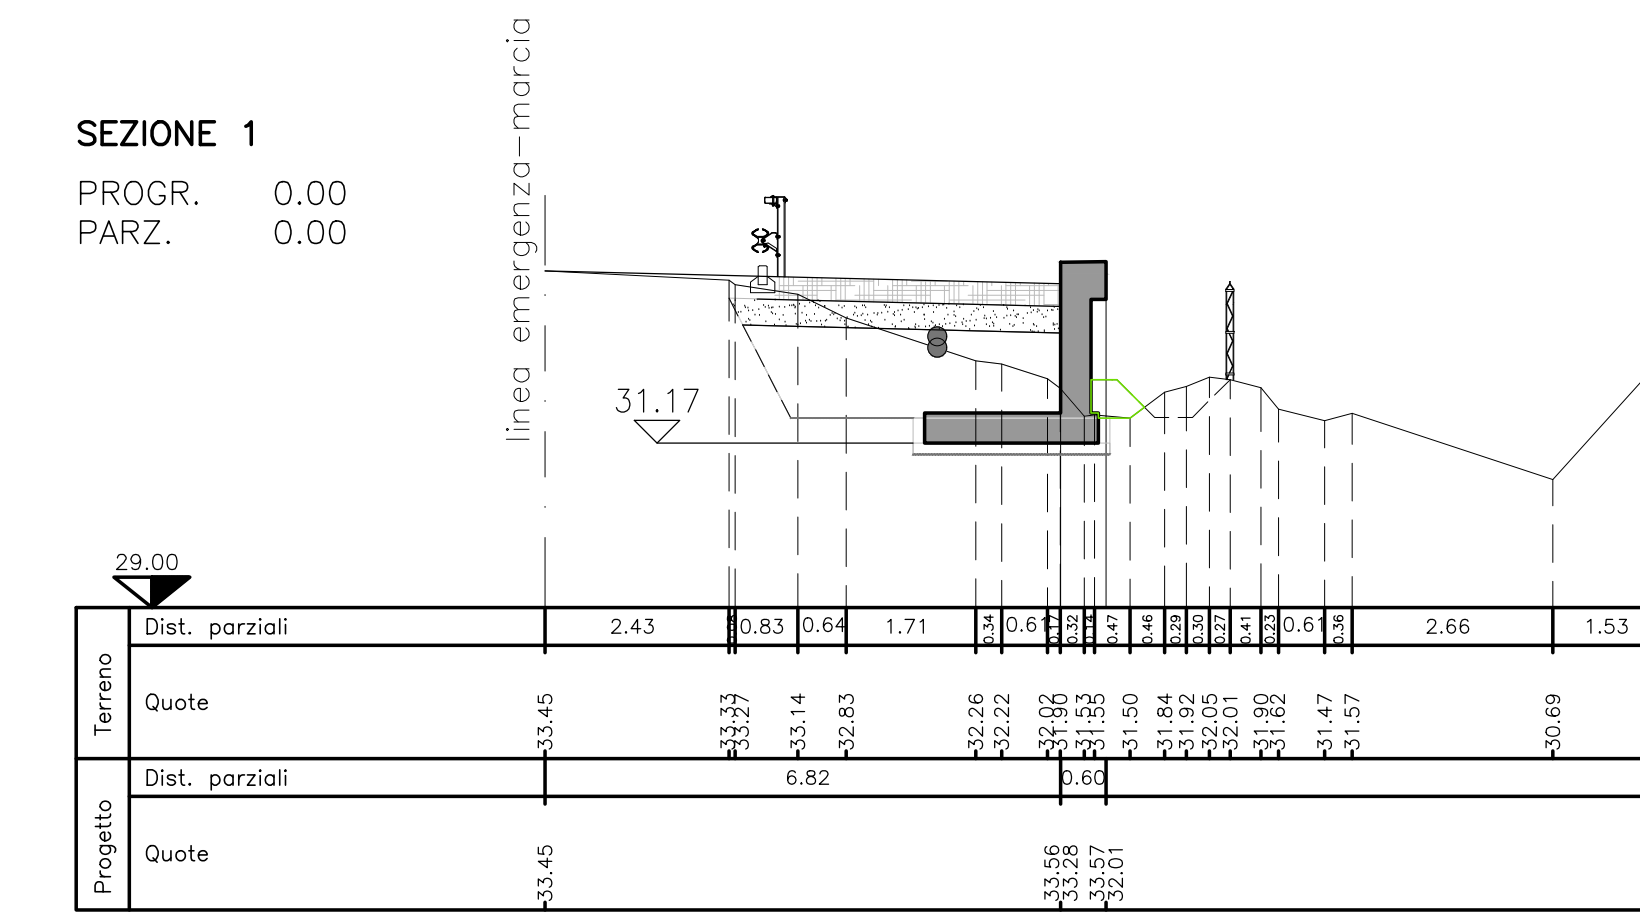 linea emergenza-marcia
SEZIONE 1
PROGR. 0.00
PARZ. 0.00
31.17
29.00
Terreno
Dist. parziali 2.43 0.83 0.64 1.71 0.34 0.61 0.17 0.32 0.14 0.47 0.46 0.29 0.30 0.27 0.41 0.23 0.61 0.36 2.66 1.53
Quote 33.45 33.33 33.27 33.14 32.83 32.26 32.22 32.02 31.90 31.53 31.55 31.50 31.84 31.92 32.05 32.01 31.90 31.62 31.47 31.57 30.69
Progetto
Dist. parziali 6.82 0.60
Quote 33.45 33.56 33.28 33.57 32.01